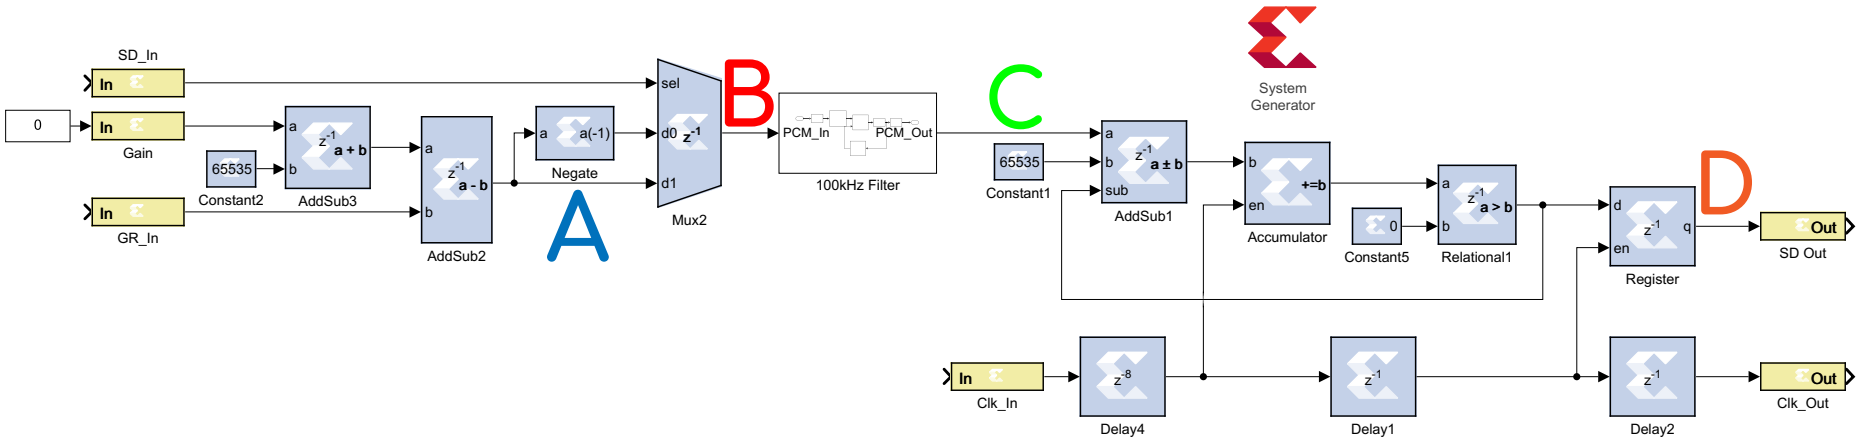 SD_In
In
0
In
Gain
65535
Constant2
a
b
z-1
a + b
AddSub3
In
GR_In
a
b
z-1
a - b
AddSub2
a
a(-1)
Negate
A
sel
d0
d1
z-1
Mux2
B
PCM_In
PCM_Out
100kHz Filter
C
65535
Constant1
a
b
sub
z-1
a ± b
AddSub1
System
Generator
b
en
+=b
Accumulator
0
Constant5
a
b
z-1
a > b
Relational1
d
en
q
z-1
Register
D
Out
SD Out
In
Clk_In
z-8
Delay4
z-1
Delay1
z-1
Delay2
Out
Clk_Out